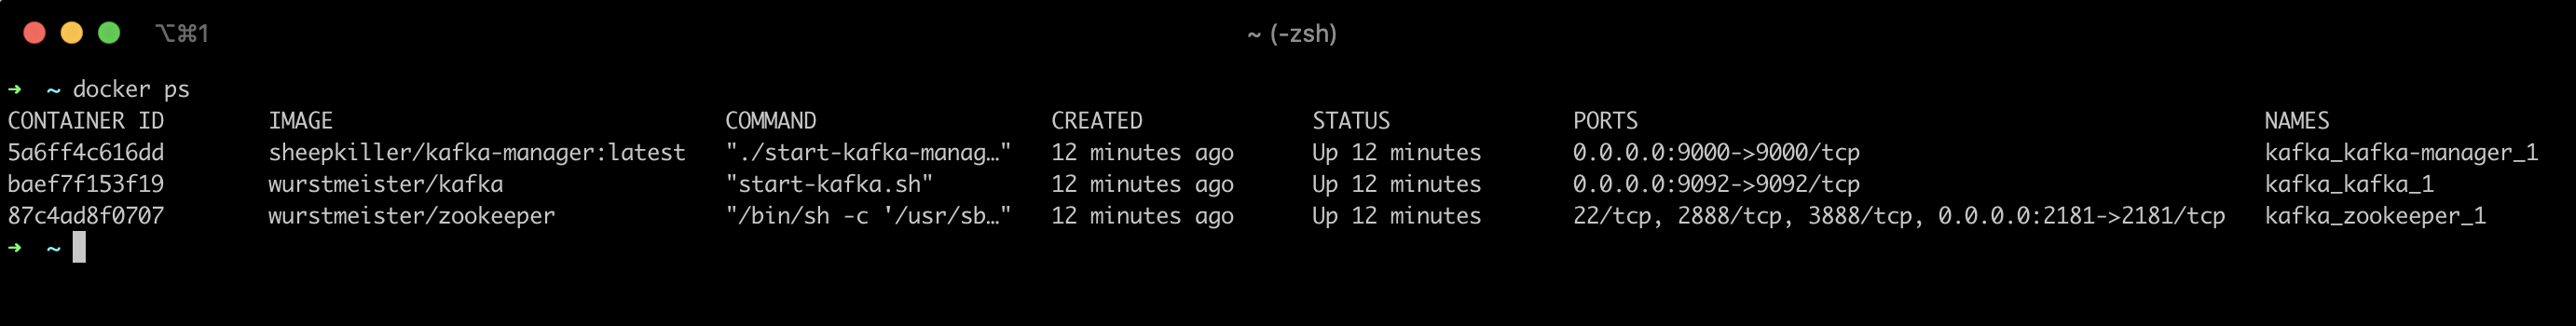 ⌥⌘1
~ (-zsh)
➜ ~ docker ps
CONTAINER ID IMAGE COMMAND CREATED STATUS PORTS NAMES
5a6ff4c616dd sheepkiller/kafka-manager:latest "./start-kafka-manag…" 12 minutes ago Up 12 minutes 0.0.0.0:9000->9000/tcp kafka_kafka-manager_1
baef7f153f19 wurstmeister/kafka "start-kafka.sh" 12 minutes ago Up 12 minutes 0.0.0.0:9092->9092/tcp kafka_kafka_1
87c4ad8f0707 wurstmeister/zookeeper "/bin/sh -c '/usr/sb…" 12 minutes ago Up 12 minutes 22/tcp, 2888/tcp, 3888/tcp, 0.0.0.0:2181->2181/tcp kafka_zookeeper_1
➜ ~